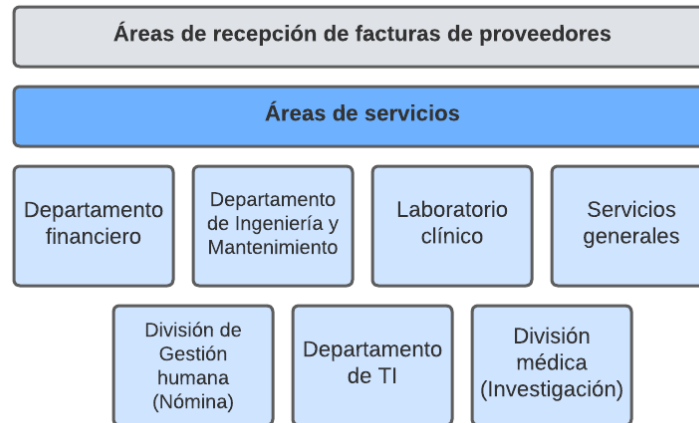 Áreas de recepción de facturas de proveedores
Áreas de servicios
Departamento
financiero
Departamento
de Ingeniería y
Mantenimiento
Laboratorio
clínico
Servicios
generales
División de
Gestión
humana
(Nómina)
Departamento
de TI
División
médica
(Investigación)